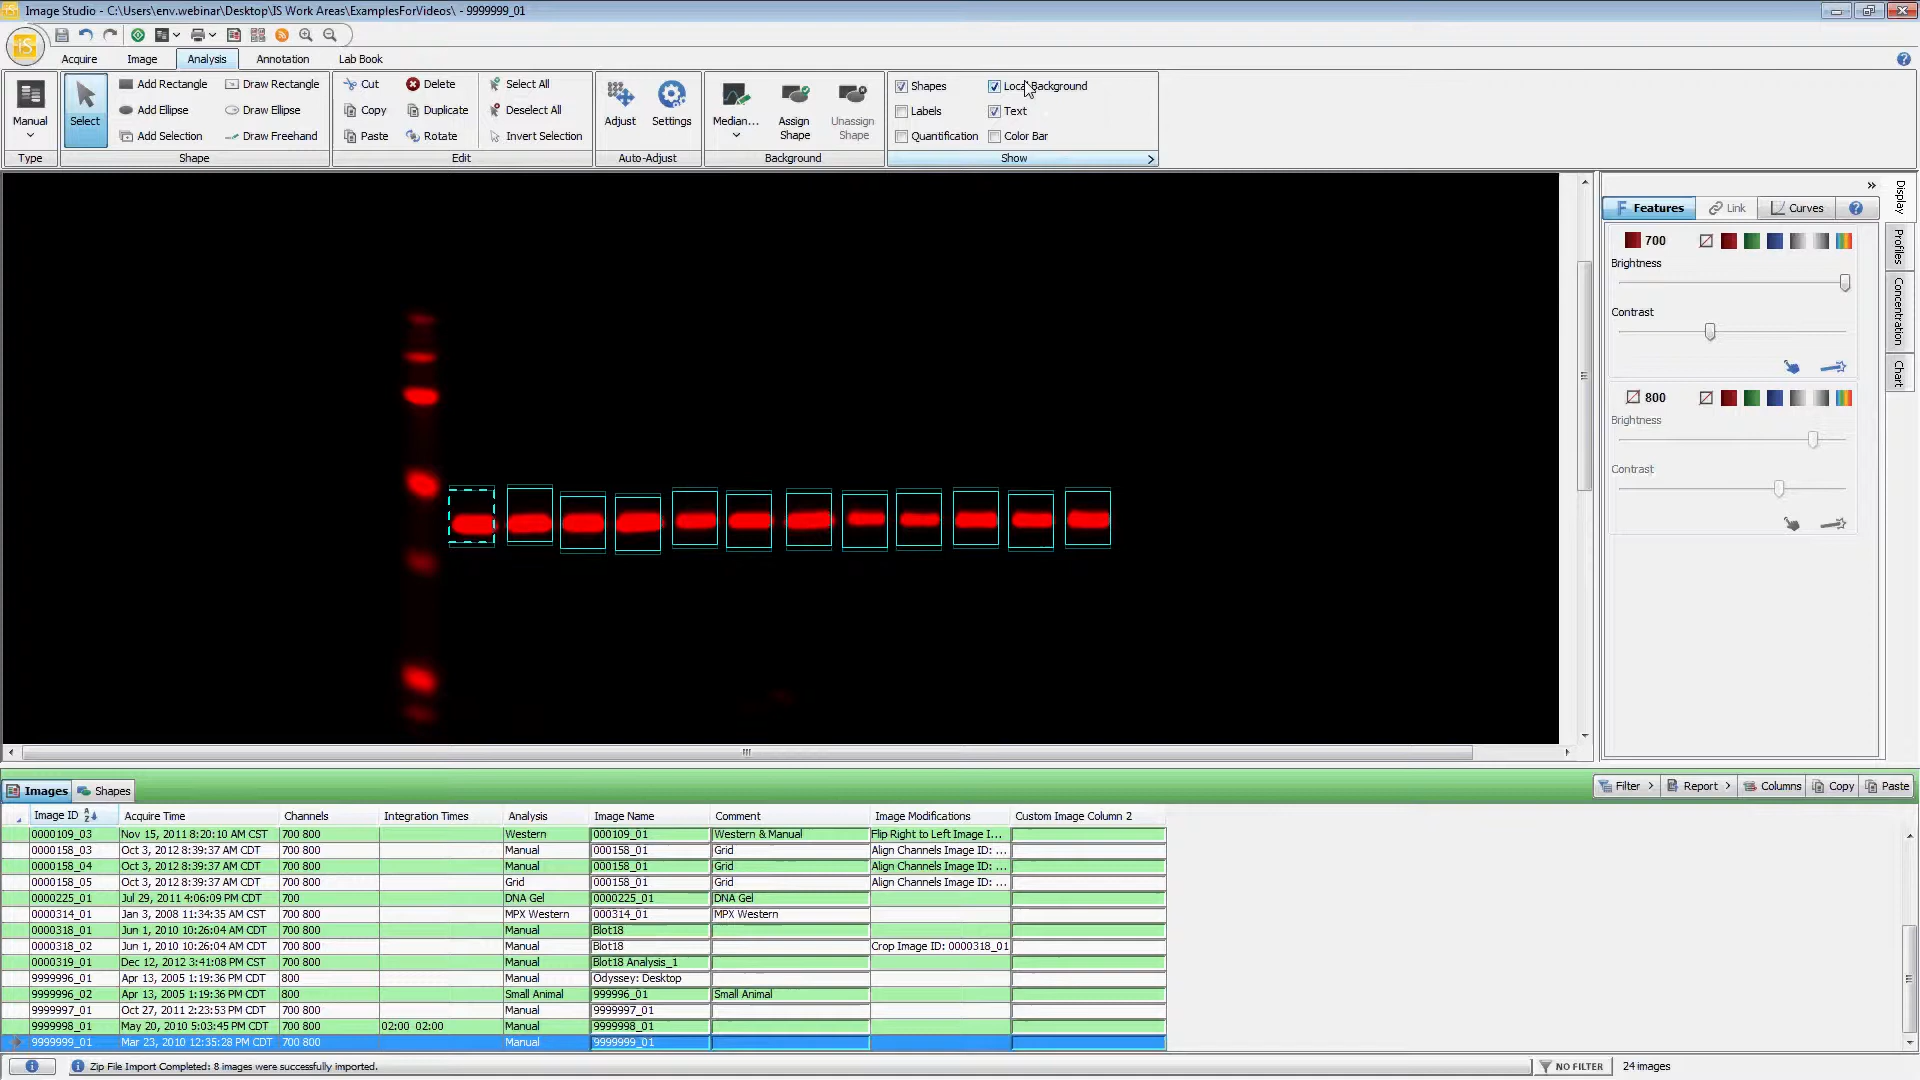 Image Studio - C:\Users\env.webinar\Desktop\IS Work Areas\ExamplesForVideos\ - 9999999_01
IS
Acquire Image Analysis Annotation Lab Book
Manual
Type
Select
Add Rectangle Draw Rectangle
Add Ellipse Draw Ellipse
Add Selection Draw Freehand
Shape
Cut Delete Select All
Copy Duplicate Deselect All
Paste Rotate Invert Selection
Edit
Adjust Settings
Auto-Adjust
Median... Assign Shape Unassign Shape
Background
Shapes Local Background
Labels Text
Quantification Color Bar
Show
Features Link Curves
Display
Profiles
Concentration
Chart
700
Brightness
Contrast
800
Brightness
Contrast
Images Shapes Filter Report Columns Copy Paste
Image ID Acquire Time Channels Integration Times Analysis Image Name Comment Image Modifications Custom Image Column 2
0000109_03 Nov 15, 2011 8:20:10 AM CST 700 800 Western 000109_01 Western & Manual Flip Right to Left Image I...
0000158_03 Oct 3, 2012 8:39:37 AM CDT 700 800 Manual 000158_01 Grid Align Channels Image ID: ...
0000158_04 Oct 3, 2012 8:39:37 AM CDT 700 800 Manual 000158_01 Grid Align Channels Image ID: ...
0000158_05 Oct 3, 2012 8:39:37 AM CDT 700 800 Grid 000158_01 Grid Align Channels Image ID: ...
0000225_01 Jul 29, 2011 4:06:09 PM CDT 700 DNA Gel 0000225_01 DNA Gel
0000314_01 Jan 3, 2008 11:34:35 AM CST 700 800 MPX Western 000314_01 MPX Western
0000318_01 Jun 1, 2010 10:26:04 AM CDT 700 800 Manual Blot18
0000318_02 Jun 1, 2010 10:26:04 AM CDT 700 800 Manual Blot18 Crop Image ID: 0000318_01
0000319_01 Dec 12, 2012 3:41:08 PM CST 700 800 Manual Blot18 Analysis_1
9999996_01 Apr 13, 2005 1:19:36 PM CDT 800 Manual Odyssey: Desktop
9999996_02 Apr 13, 2005 1:19:36 PM CDT 800 Small Animal 999996_01 Small Animal
9999997_01 Oct 27, 2011 2:23:53 PM CDT 700 800 Manual 9999997_01
9999998_01 May 20, 2010 5:03:45 PM CDT 700 800 02:00 02:00 Manual 9999998_01
9999999_01 Mar 23, 2010 12:35:28 PM CDT 700 800 Manual 9999999_01
Zip File Import Completed: 8 images were successfully imported. NO FILTER 24 images